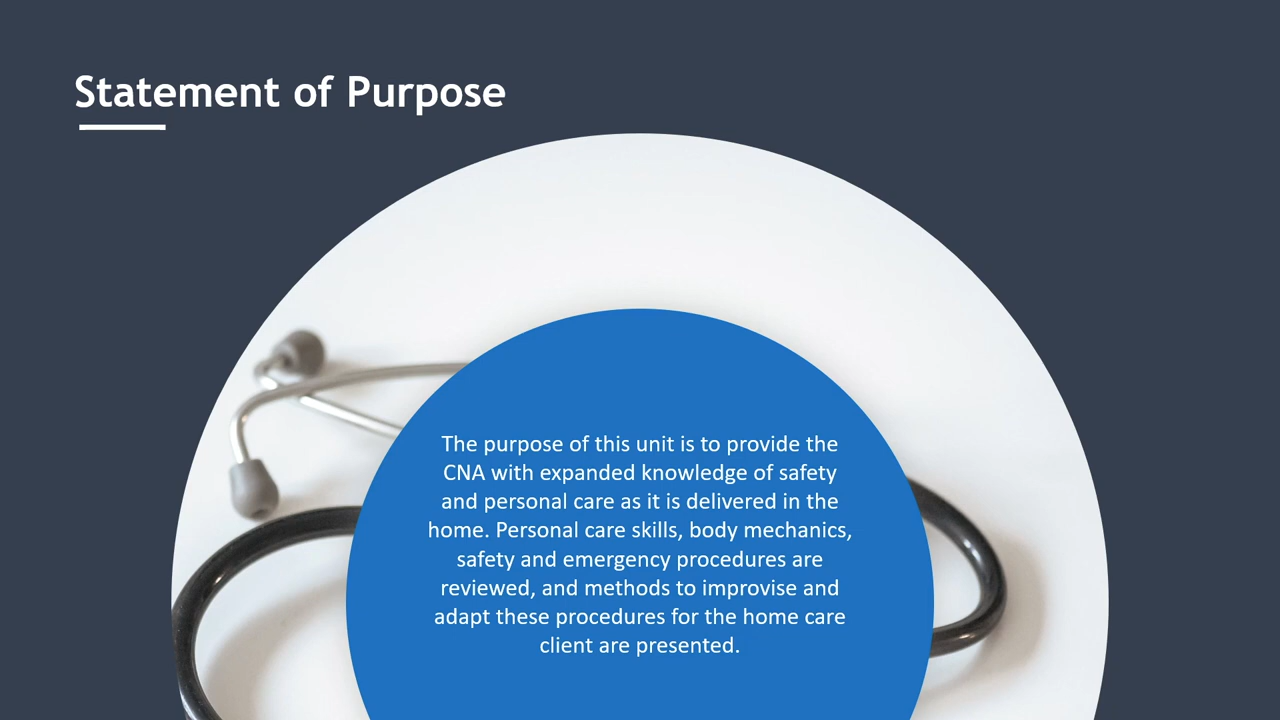 Statement of Purpose
The purpose of this unit is to provide the
CNA with expanded knowledge of safety
and personal care as it is delivered in the
home. Personal care skills, body mechanics,
safety and emergency procedures are
reviewed, and methods to improvise and
adapt these procedures for the home care
client are presented.